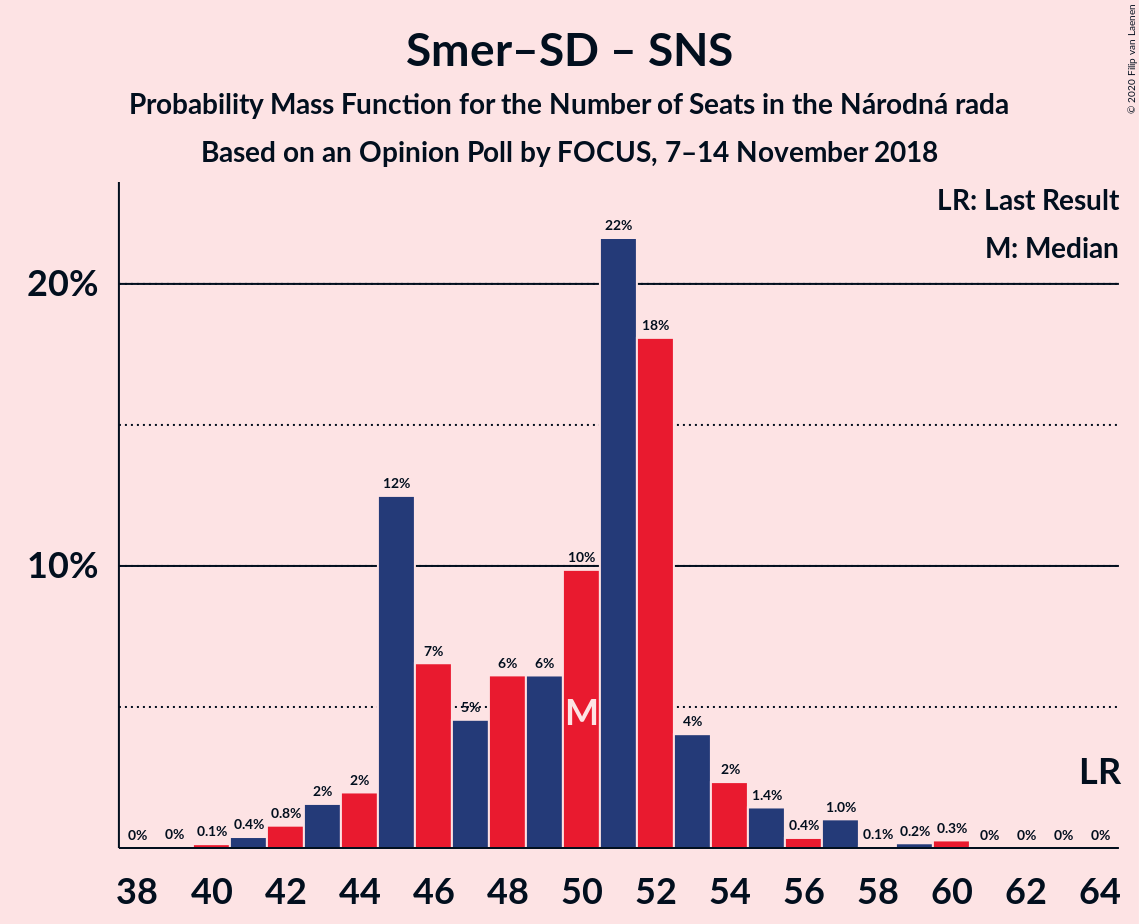 Smer–SD – SNS
Probability Mass Function for the Number of Seats in the Národná rada
Based on an Opinion Poll by FOCUS, 7–14 November 2018
© 2020 Filip van Laenen
LR: Last Result
M: Median
20%
10%
0% 0% 0.1% 0.4% 0.8% 2% 2% 12% 7% 5% 6% 6% 10% 22% 18% 4% 2% 1.4% 0.4% 1.0% 0.1% 0.2% 0.3% 0% 0% 0% 0%
M
LR
38 40 42 44 46 48 50 52 54 56 58 60 62 64